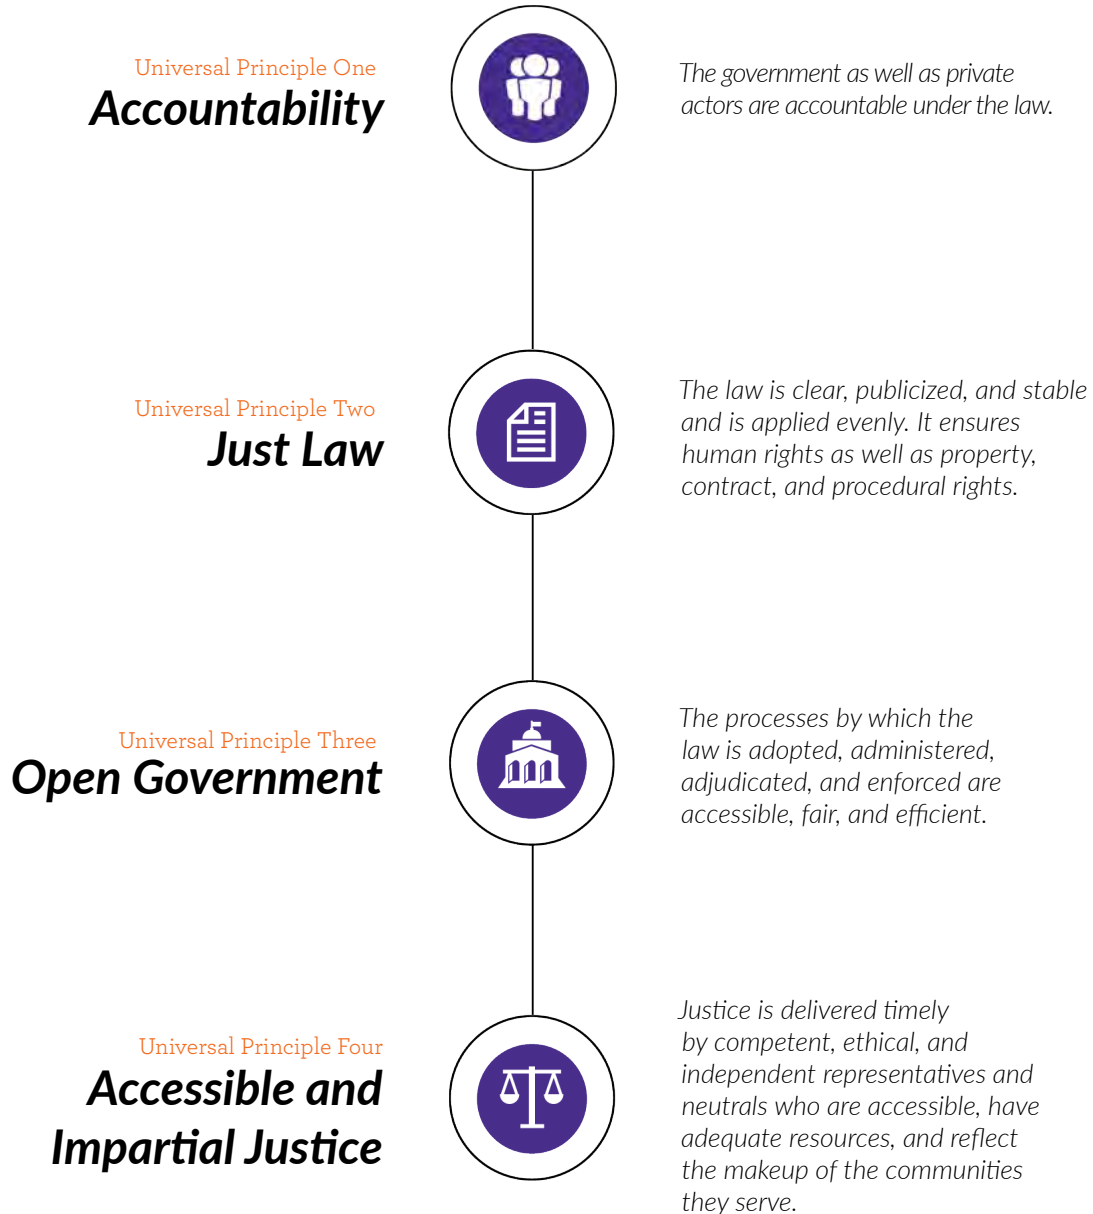 Universal Principle One
Accountability
The government as well as private
actors are accountable under the law.
Universal Principle Two
Just Law
The law is clear, publicized, and stable
and is applied evenly. It ensures
human rights as well as property,
contract, and procedural rights.
Universal Principle Three
Open Government
The processes by which the
law is adopted, administered,
adjudicated, and enforced are
accessible, fair, and efficient.
Universal Principle Four
Accessible and
Impartial Justice
Justice is delivered timely
by competent, ethical, and
independent representatives and
neutrals who are accessible, have
adequate resources, and reflect
the makeup of the communities
they serve.